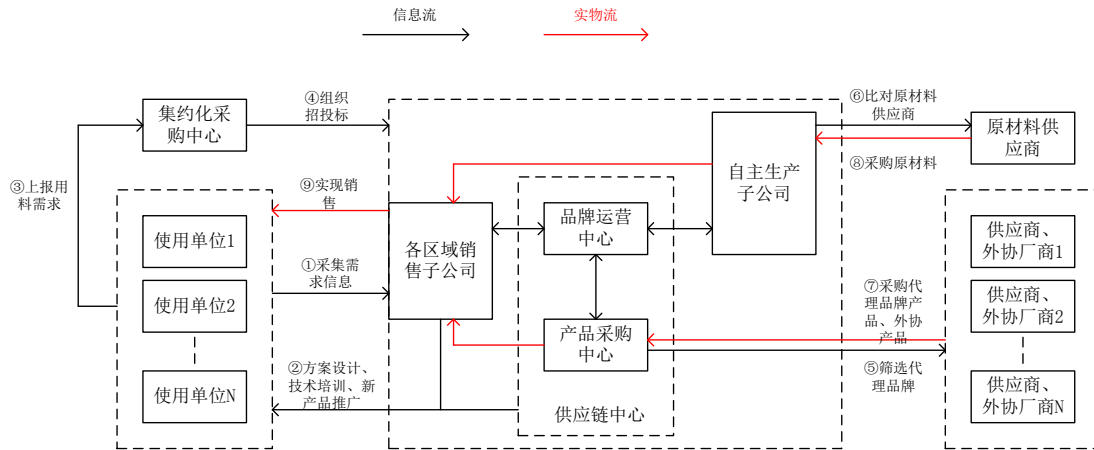 信息流
实物流
集约化采
购中心
④组织
招投标
⑥比对原材料
供应商
原材料供
应商
⑧采购原材料
自主生产
子公司
③上报用
料需求
⑨实现销
售
使用单位1
使用单位2
使用单位N
①采集需
求信息
各区域销
售子公司
品牌运营
中心
产品采购
中心
供应链中心
②方案设计、
技术培训、新
产品推广
⑦采购代
理品牌产
品、外协
产品
⑤筛选代
理品牌
供应商、
外协厂商1
供应商、
外协厂商2
供应商、
外协厂商N